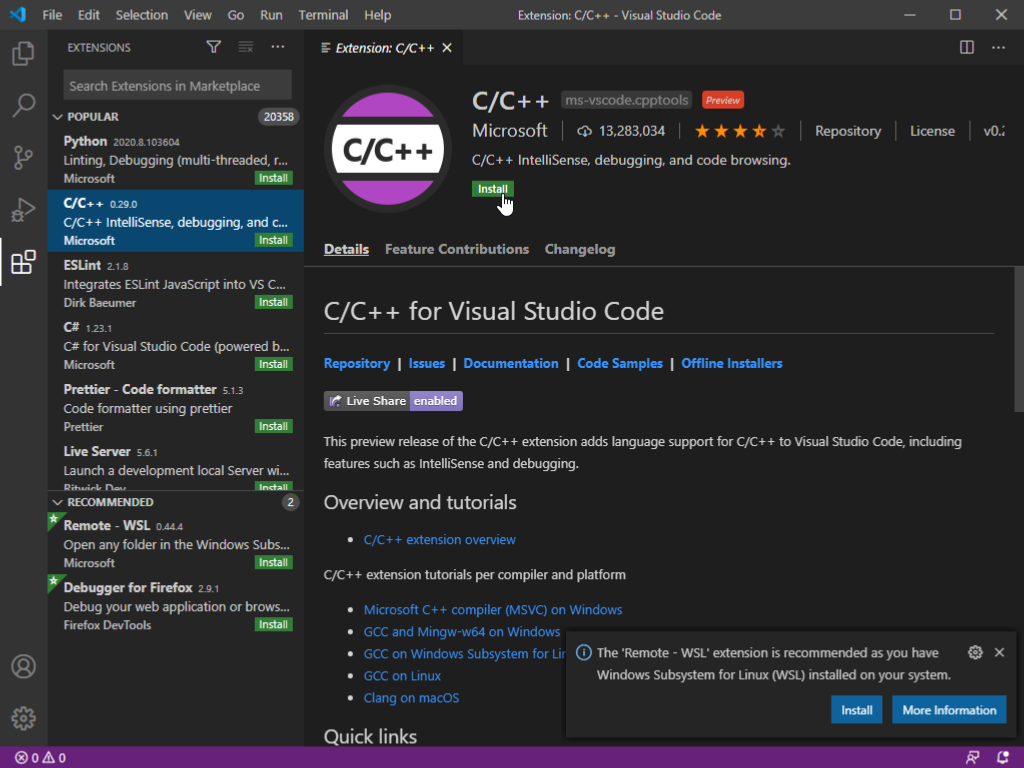 File Edit Selection View Go Run Terminal Help Extension: C/C++ - Visual Studio Code
EXTENSIONS
Search Extensions in Marketplace
POPULAR 20358
Python 2020.8.103604
Linting, Debugging (multi-threaded, r...
Microsoft Install
C/C++ 0.29.0
C/C++ IntelliSense, debugging, and c...
Microsoft Install
ESLint 2.1.8
Integrates ESLint JavaScript into VS C...
Dirk Baeumer Install
C# 1.23.1
C# for Visual Studio Code (powered b...
Microsoft Install
Prettier - Code formatter 5.1.3
Code formatter using prettier
Prettier Install
Live Server 5.6.1
Launch a development local Server wi...
Ritwick Dey Install
RECOMMENDED 2
Remote - WSL 0.44.4
Open any folder in the Windows Subs...
Microsoft Install
Debugger for Firefox 2.9.1
Debug your web application or brows...
Firefox DevTools Install
Extension: C/C++
C/C++
C/C++ ms-vscode.cpptools Preview
Microsoft 13,283,034 Repository License v0.
C/C++ IntelliSense, debugging, and code browsing.
Install
Details Feature Contributions Changelog
C/C++ for Visual Studio Code
Repository | Issues | Documentation | Code Samples | Offline Installers
Live Share enabled
This preview release of the C/C++ extension adds language support for C/C++ to Visual Studio Code, including
features such as IntelliSense and debugging.
Overview and tutorials
• C/C++ extension overview
C/C++ extension tutorials per compiler and platform
• Microsoft C++ compiler (MSVC) on Windows
• GCC and Mingw-w64 on Windows
• GCC on Windows Subsystem for Lin
• GCC on Linux
• Clang on macOS
Quick links
The 'Remote - WSL' extension is recommended as you have
Windows Subsystem for Linux (WSL) installed on your system.
Install More Information
0 0